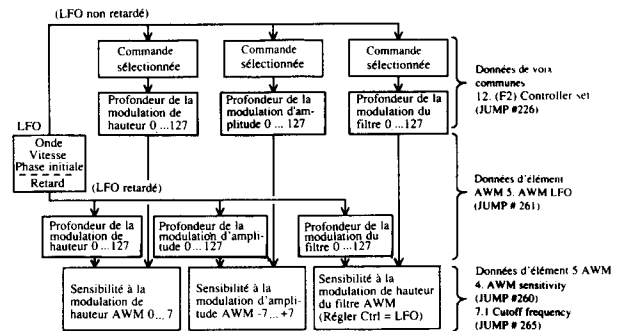 (LFO non retardé)
Commande
sélectionnée
Commande
sélectionnée
Commande
sélectionnée
Profondeur de la
modulation de
hauteur 0 ... 127
Profondeur de la
modulation d'am-
plitude 0 ... 127
Profondeur de la
modulation du
filtre 0 ... 127
Données de voix
communes
12. (F2) Controller set
(JUMP #226)
LFO
Onde
Vitesse
Phase initiale
Retard
(LFO retardé)
Profondeur de la
modulation de
hauteur 0 ... 127
Profondeur de la
modulation d'ampli-
tude 0 ... 127
Profondeur de la
modulation du
filtre 0 ... 127
Données d'élément
AWM 5. AWM LFO
(JUMP # 261)
Sensibilité à la
modulation de
hauteur AWM 0 ... 7
Sensibilité à la
modulation d'ampli-
tude AWM -7 ... +7
Sensibilité à la
modulation de hauteur
du filtre AWM
(Régler Ctrl = LFO)
Données d'élément 5 AWM
4. AWM sensitivity
(JUMP #260)
7.1 Cutoff frequency
(JUMP # 265)